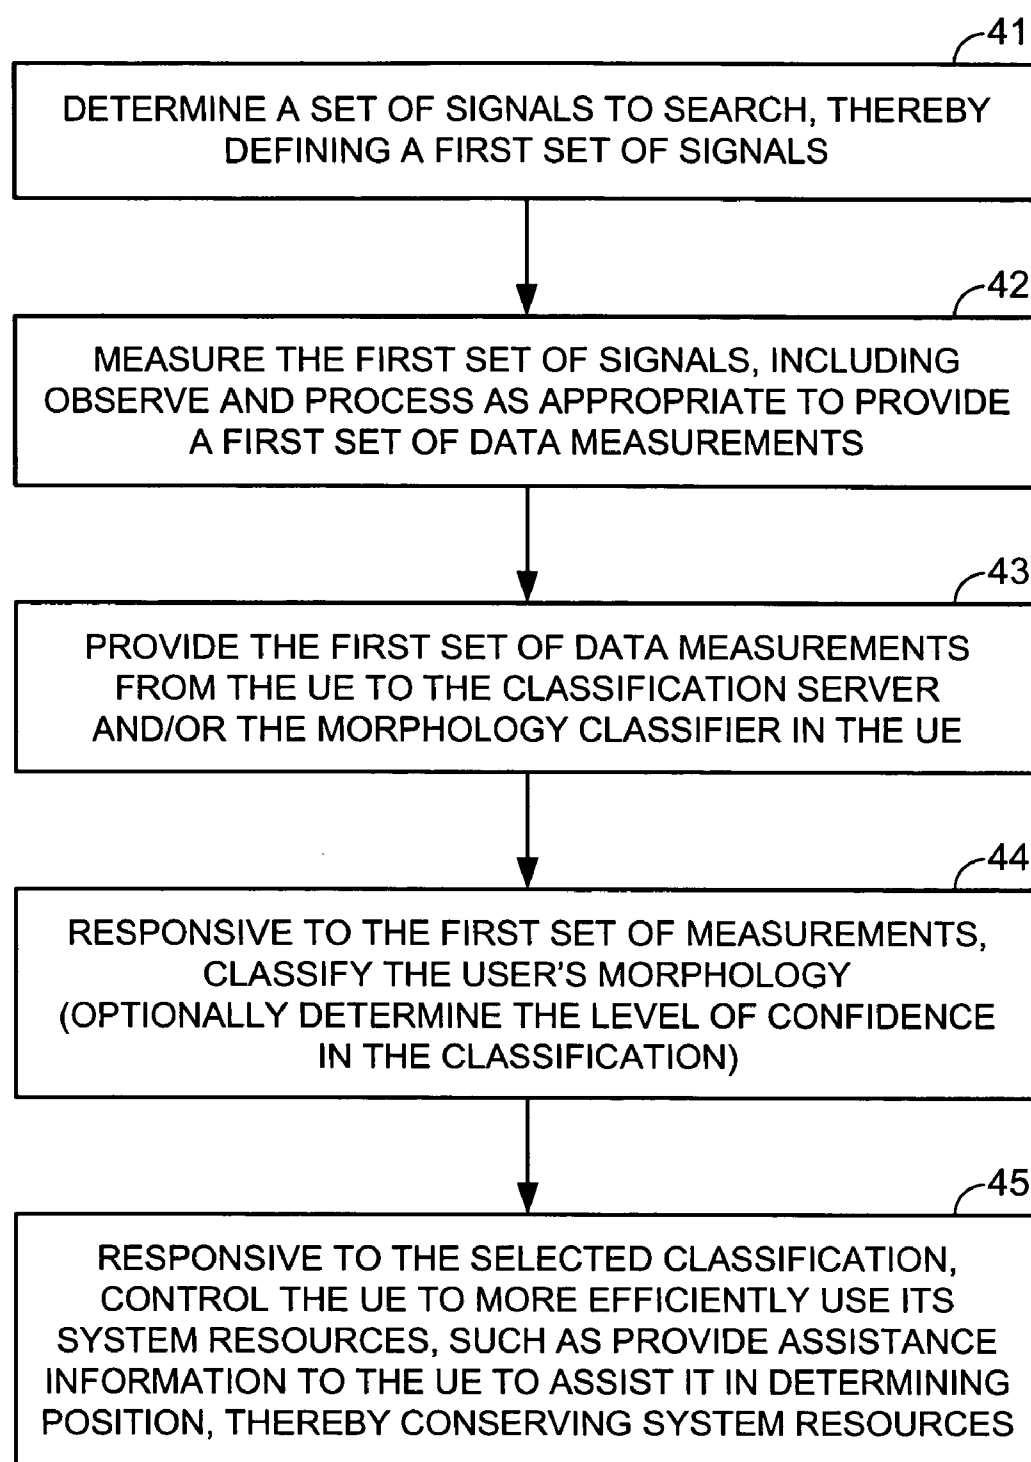 41
DETERMINE A SET OF SIGNALS TO SEARCH, THEREBY
DEFINING A FIRST SET OF SIGNALS
42
MEASURE THE FIRST SET OF SIGNALS, INCLUDING
OBSERVE AND PROCESS AS APPROPRIATE TO PROVIDE
A FIRST SET OF DATA MEASUREMENTS
43
PROVIDE THE FIRST SET OF DATA MEASUREMENTS
FROM THE UE TO THE CLASSIFICATION SERVER
AND/OR THE MORPHOLOGY CLASSIFIER IN THE UE
44
RESPONSIVE TO THE FIRST SET OF MEASUREMENTS,
CLASSIFY THE USER'S MORPHOLOGY
(OPTIONALLY DETERMINE THE LEVEL OF CONFIDENCE
IN THE CLASSIFICATION)
45
RESPONSIVE TO THE SELECTED CLASSIFICATION,
CONTROL THE UE TO MORE EFFICIENTLY USE ITS
SYSTEM RESOURCES, SUCH AS PROVIDE ASSISTANCE
INFORMATION TO THE UE TO ASSIST IT IN DETERMINING
POSITION, THEREBY CONSERVING SYSTEM RESOURCES